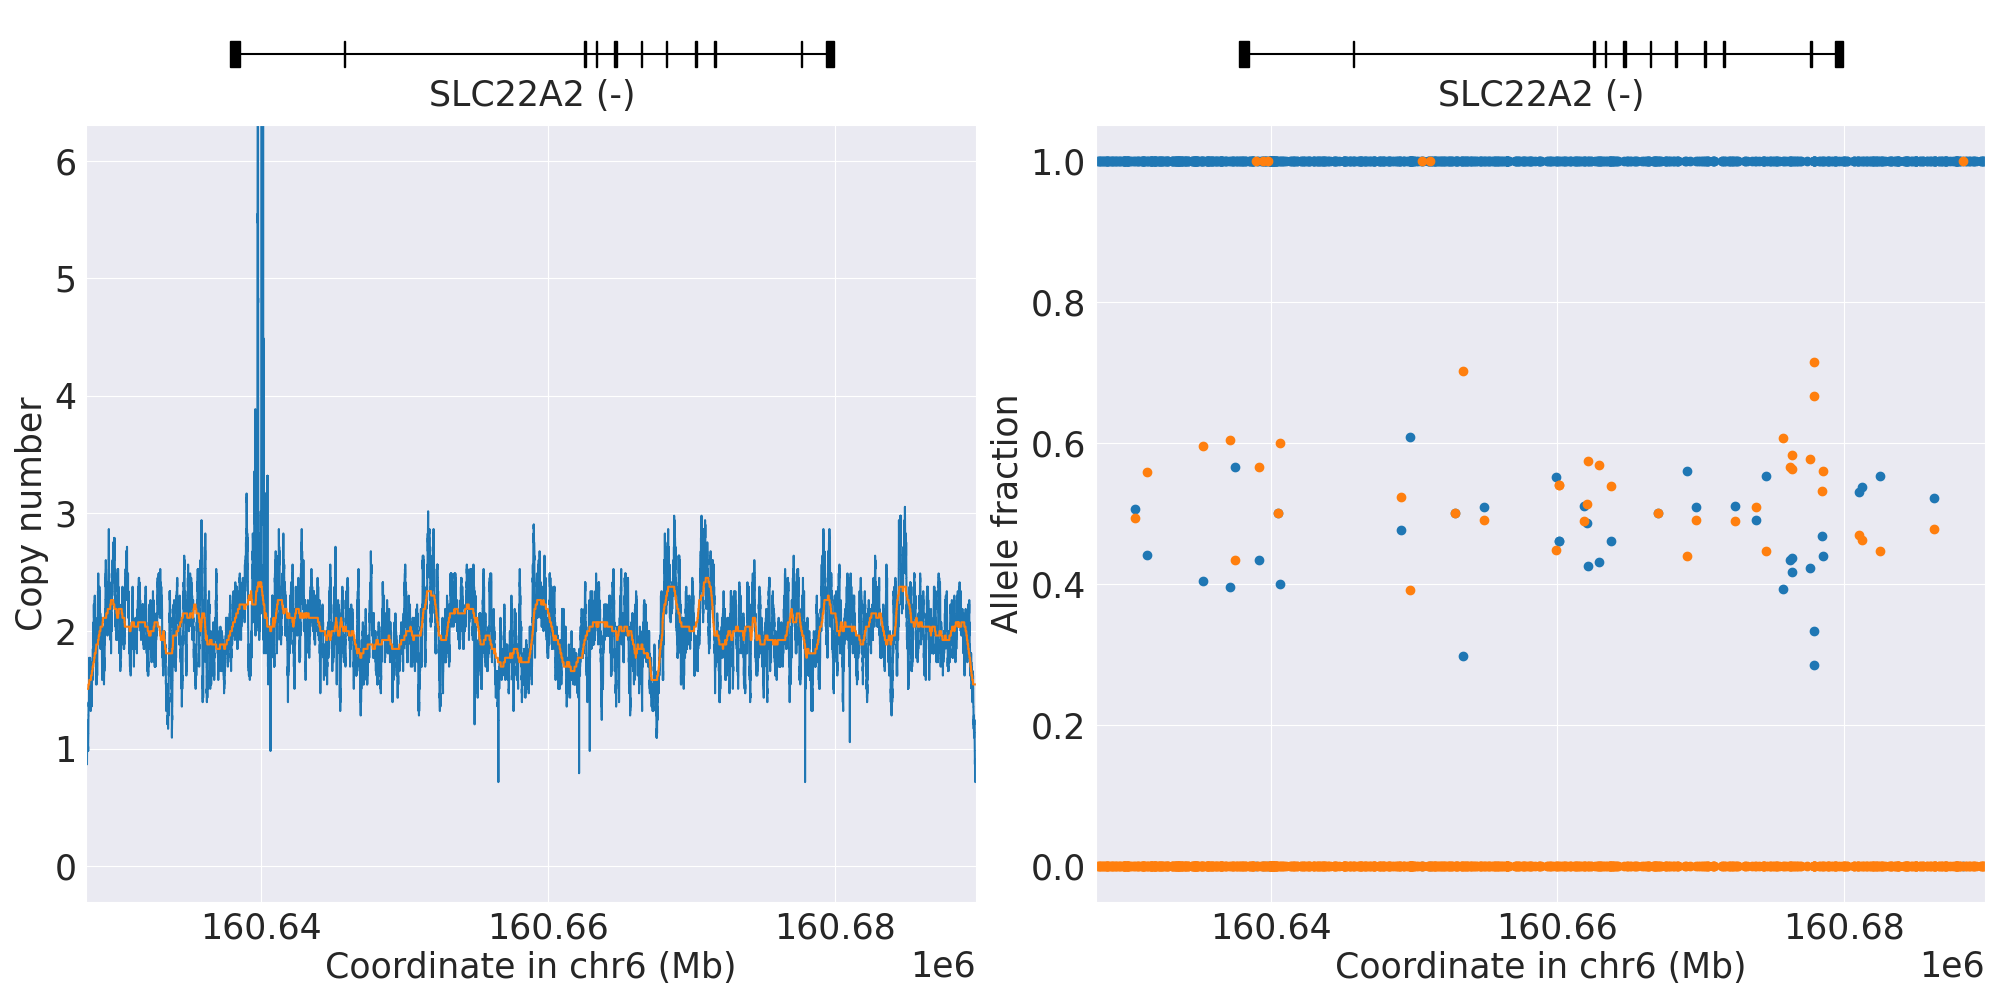 SLC22A2 (-)
Copy number
6
5
4
3
2
1
0
160.64
160.66
160.68
Coordinate in chr6 (Mb)
1e6
SLC22A2 (-)
Allele fraction
1.0
0.8
0.6
0.4
0.2
0.0
160.64
160.66
160.68
Coordinate in chr6 (Mb)
1e6